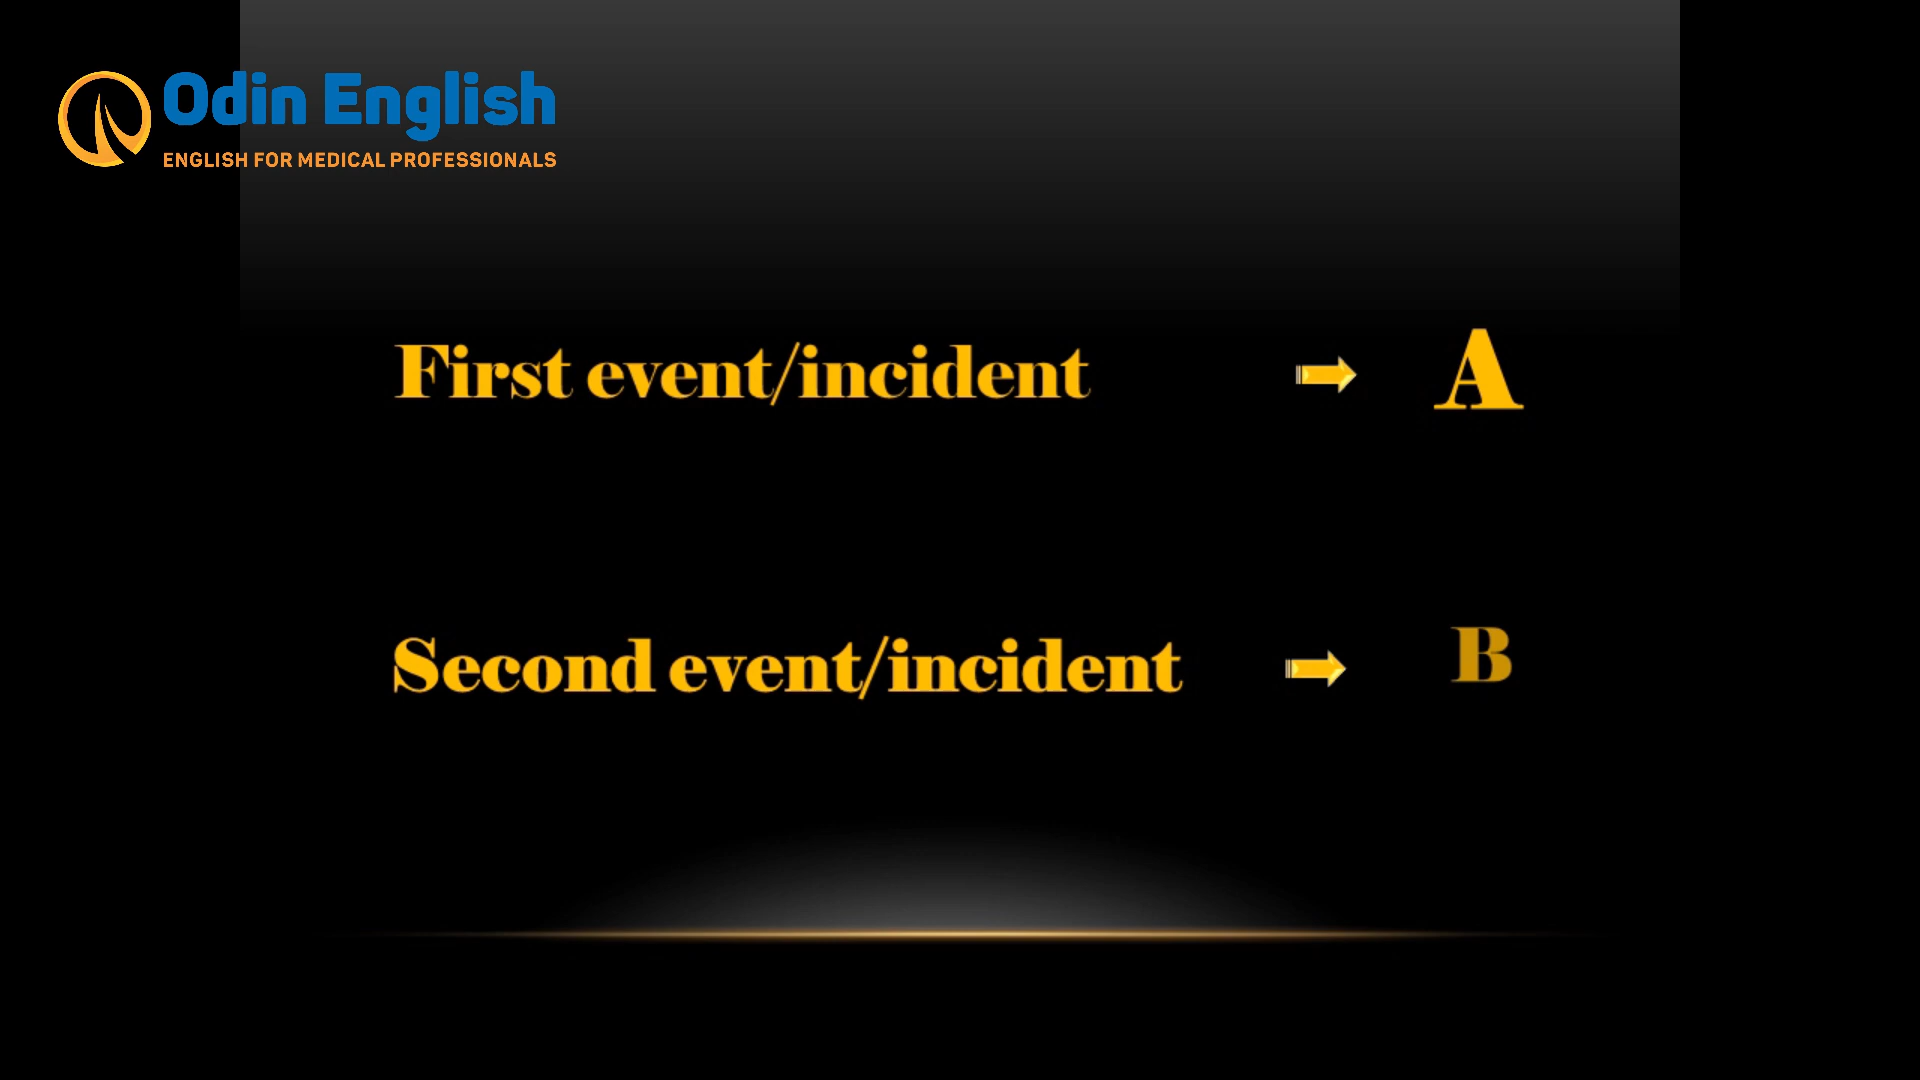 Odin English
ENGLISH FOR MEDICAL PROFESSIONALS
First event/incident A
Second event/incident B